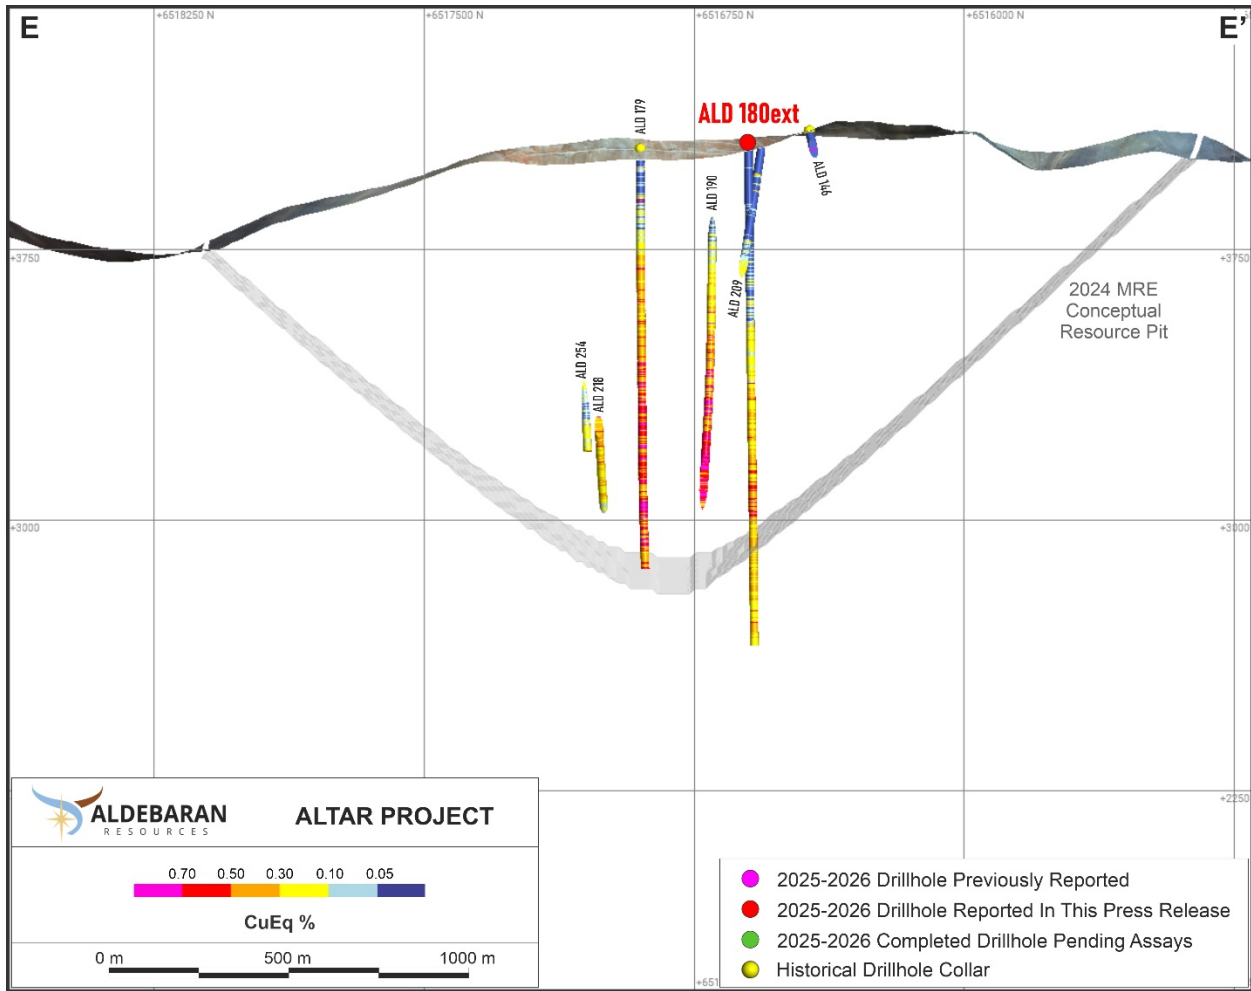 E
+6518250 N
+6517500 N
+6516750 N
+6516000 N
E'
ALD 179
ALD 180ext
ALD 146
ALD 190
+3750
+3750
ALD 209
2024 MRE
Conceptual
Resource Pit
ALD 254
ALD 218
+3000
+3000
+2250
ALDEBARAN
RESOURCES
ALTAR PROJECT
0.70 0.50 0.30 0.10 0.05
CuEq %
0 m 500 m 1000 m
2025-2026 Drillhole Previously Reported
2025-2026 Drillhole Reported In This Press Release
2025-2026 Completed Drillhole Pending Assays
Historical Drillhole Collar